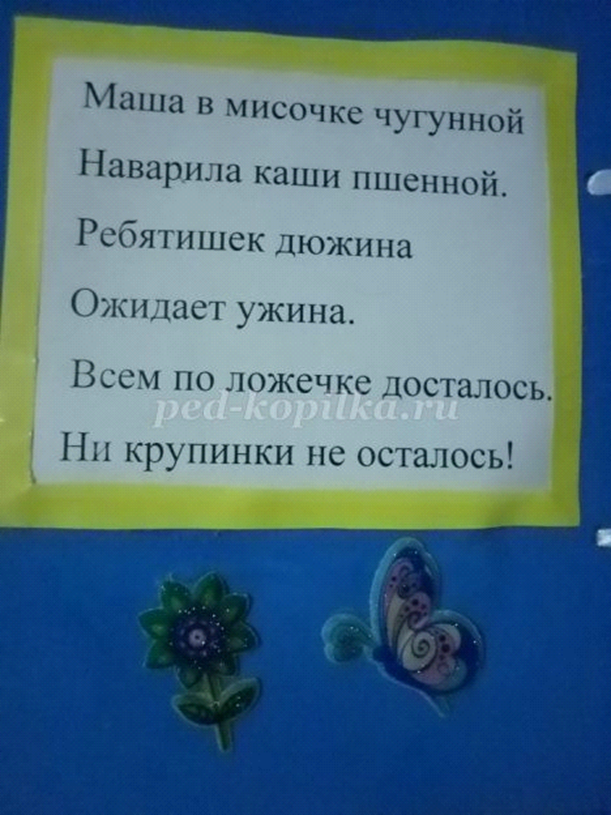 Маша в мисочке чугунной
Наварила каши пшенной.
Ребятишек дюжина
Ожидает ужина.
Всем по ложечке досталось.
ped-kopilka.ru
Ни крупинки не осталось!